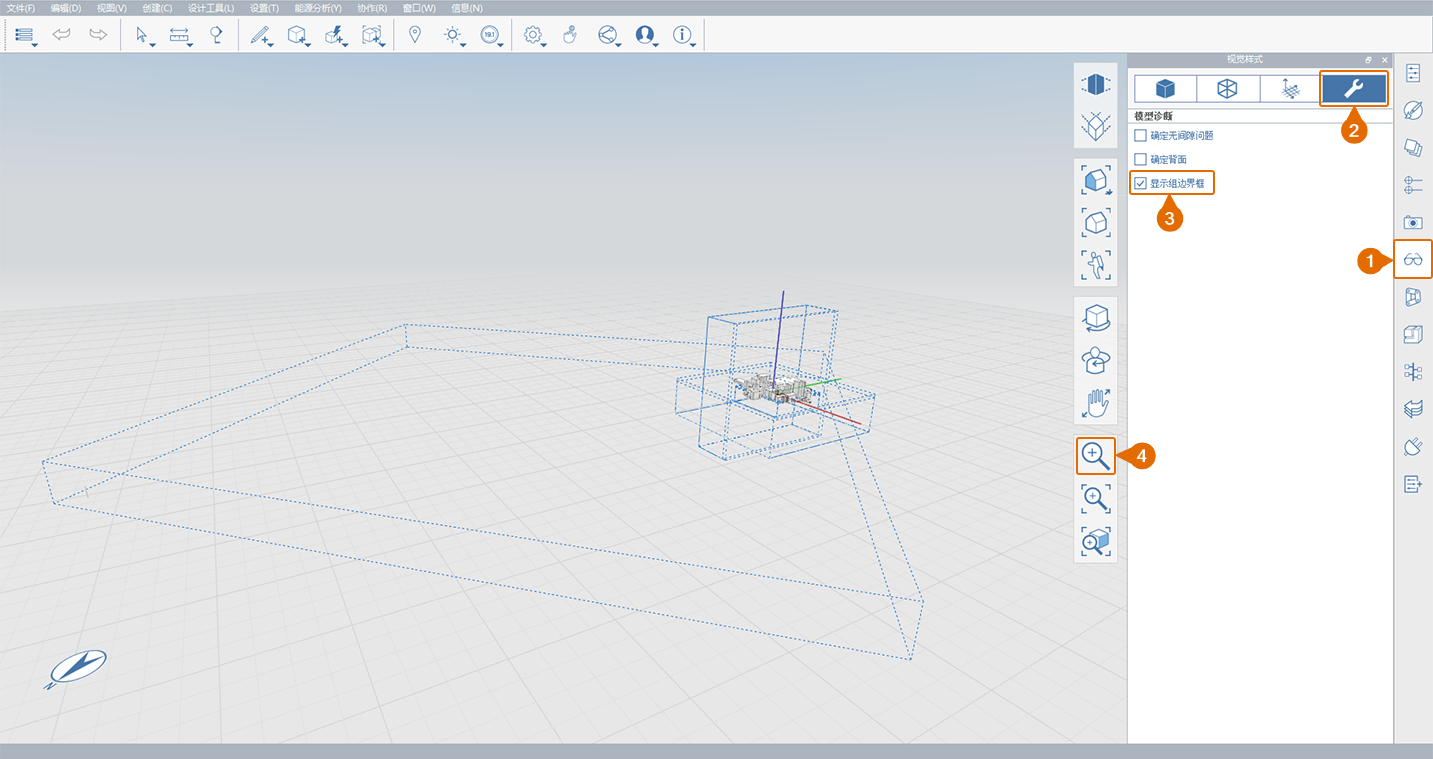 文件(F) 编辑(D) 视图(V) 创建(C) 设计工具(L) 设置(T) 能源分析(Y) 协作(R) 窗口(W) 信息(N)
19.1
视觉样式
模型诊断
2
确定无间隙问题
确定背面
显示组边界框
3
1
4
N